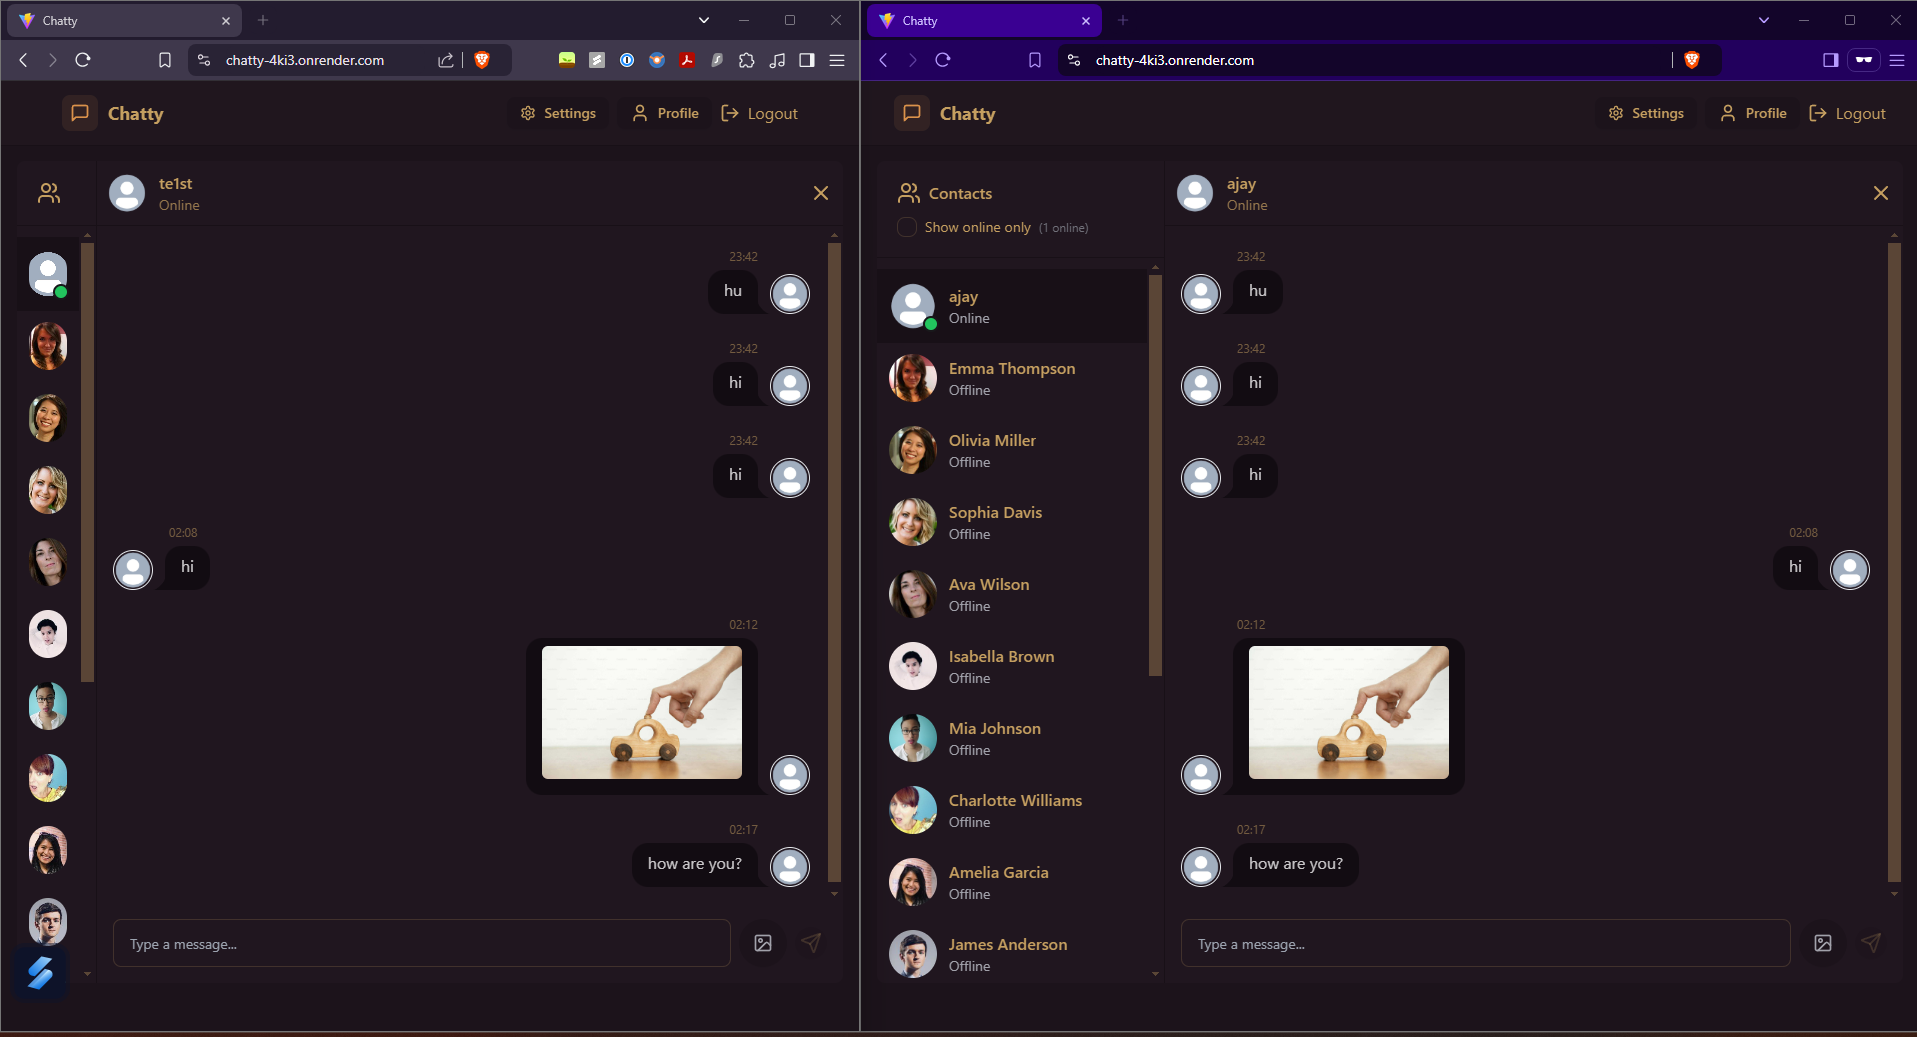 Chatty
chatty-4ki3.onrender.com
Chatty
Settings
Profile
Logout
te1st
Online
23:42
hu
23:42
hi
23:42
hi
02:08
hi
02:12
02:17
how are you?
Type a message...
Chatty
chatty-4ki3.onrender.com
Chatty
Settings
Profile
Logout
Contacts
Show online only (1 online)
ajay
Online
Emma Thompson
Offline
Olivia Miller
Offline
Sophia Davis
Offline
Ava Wilson
Offline
Isabella Brown
Offline
Mia Johnson
Offline
Charlotte Williams
Offline
Amelia Garcia
Offline
James Anderson
Offline
ajay
Online
23:42
hu
23:42
hi
23:42
hi
02:08
hi
02:12
02:17
how are you?
Type a message...